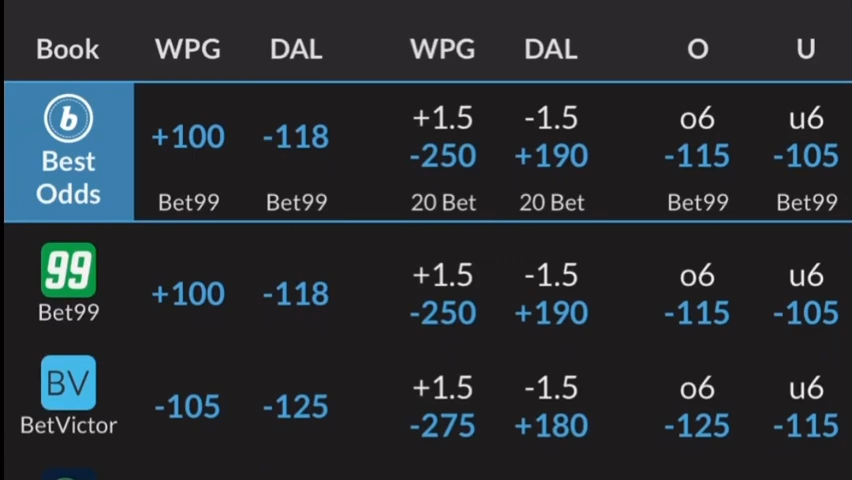 Book WPG DAL WPG DAL O U
b
Best Odds
+100 -118 +1.5 -1.5 o6 u6
-250 +190 -115 -105
Bet99 Bet99 20 Bet 20 Bet Bet99 Bet99
99
Bet99
+100 -118 +1.5 -1.5 o6 u6
-250 +190 -115 -105
BV
BetVictor
-105 -125 +1.5 -1.5 o6 u6
-275 +180 -125 -115